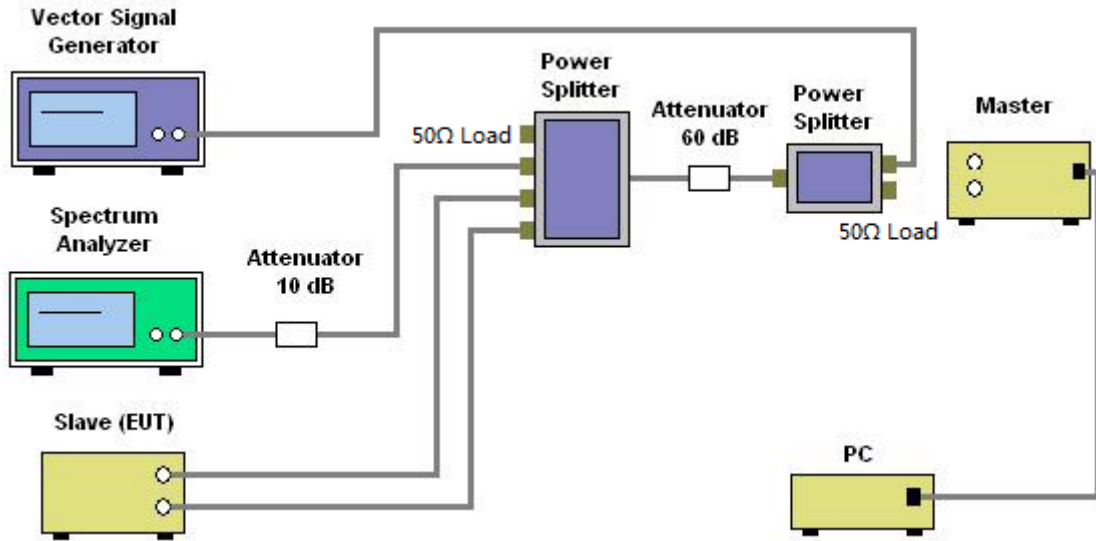 Vector Signal
Generator
Power
Splitter
50Ω Load
Attenuator
60 dB
Power
Splitter
Master
50Ω Load
Spectrum
Analyzer
Attenuator
10 dB
Slave (EUT)
PC